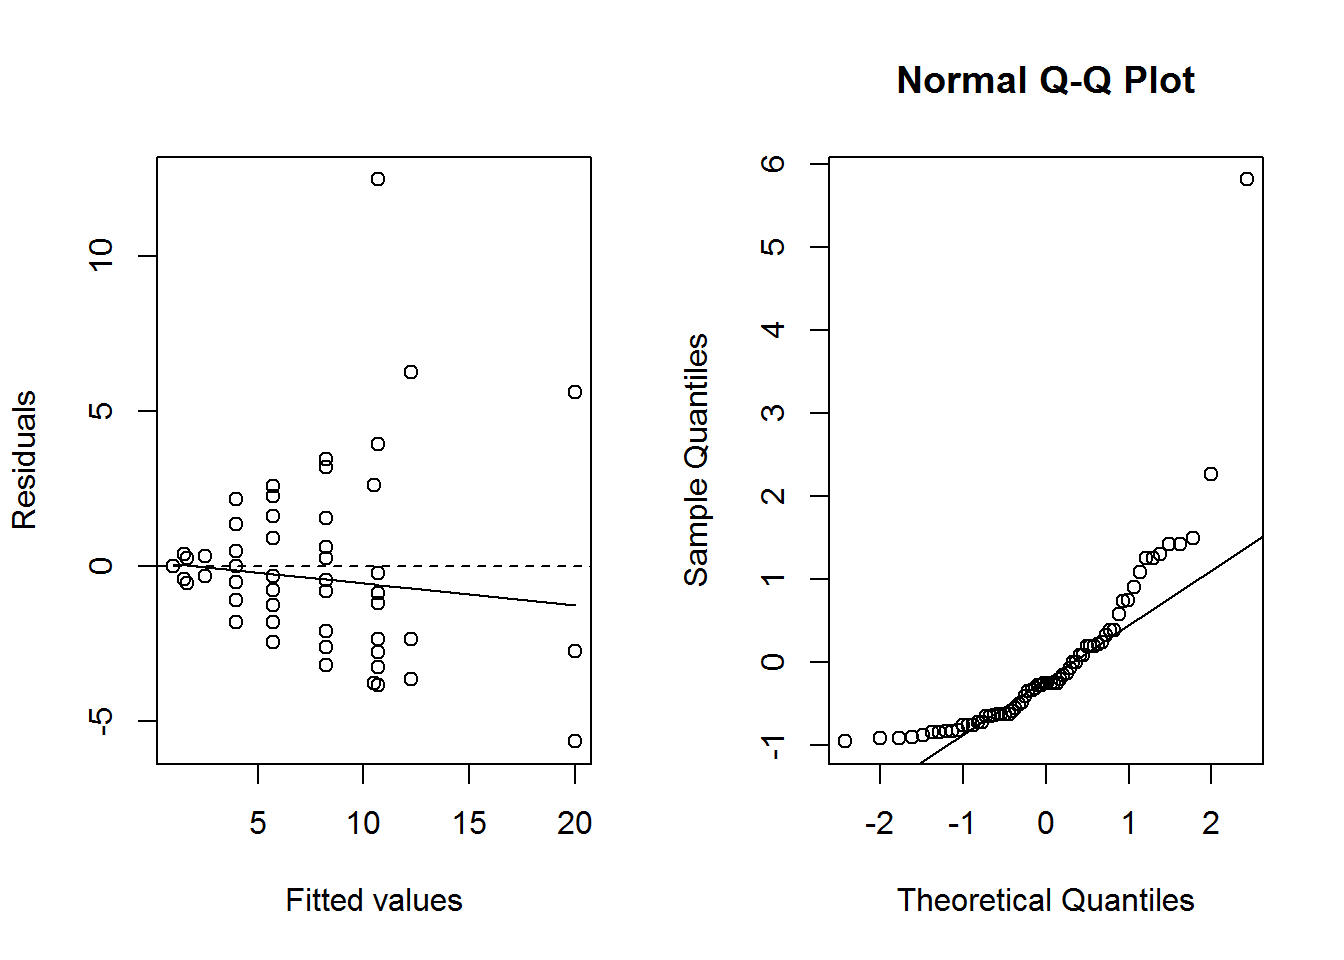 Normal Q-Q Plot
Residuals
10
5
0
-5
5 10 15 20
Fitted values
Sample Quantiles
6
5
4
3
2
1
0
-1
-2 -1 0 1 2
Theoretical Quantiles